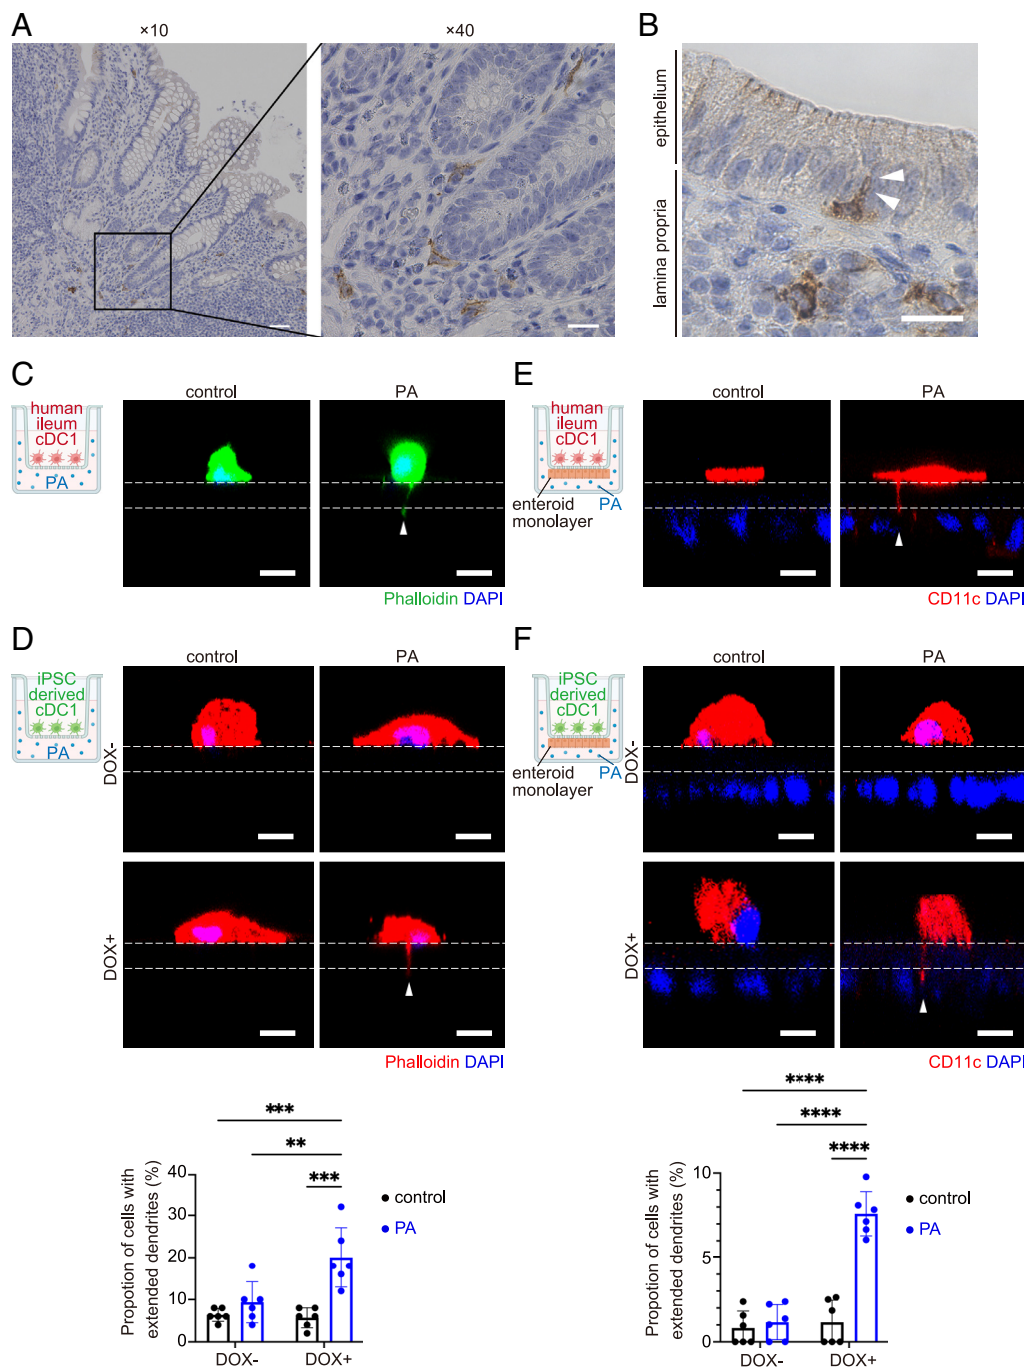 A
×10
×40
B
epithelium
lamina propria
C
control
PA
human
ileum
cDC1
PA
Phalloidin DAPI
E
control
PA
human
ileum
cDC1
enteroid
monolayer
PA
CD11c DAPI
D
control
PA
iPSC
derived
cDC1
PA
DOX-
DOX+
Phalloidin DAPI
F
control
PA
iPSC
derived
cDC1
enteroid
monolayer
PA
DOX-
DOX+
CD11c DAPI
***
**
***
Propotion of cells with
extended dendrites (%)
40
30
20
10
0
DOX-
DOX+
control
PA
****
****
****
Propotion of cells with
extended dendrites (%)
10
5
0
DOX-
DOX+
control
PA